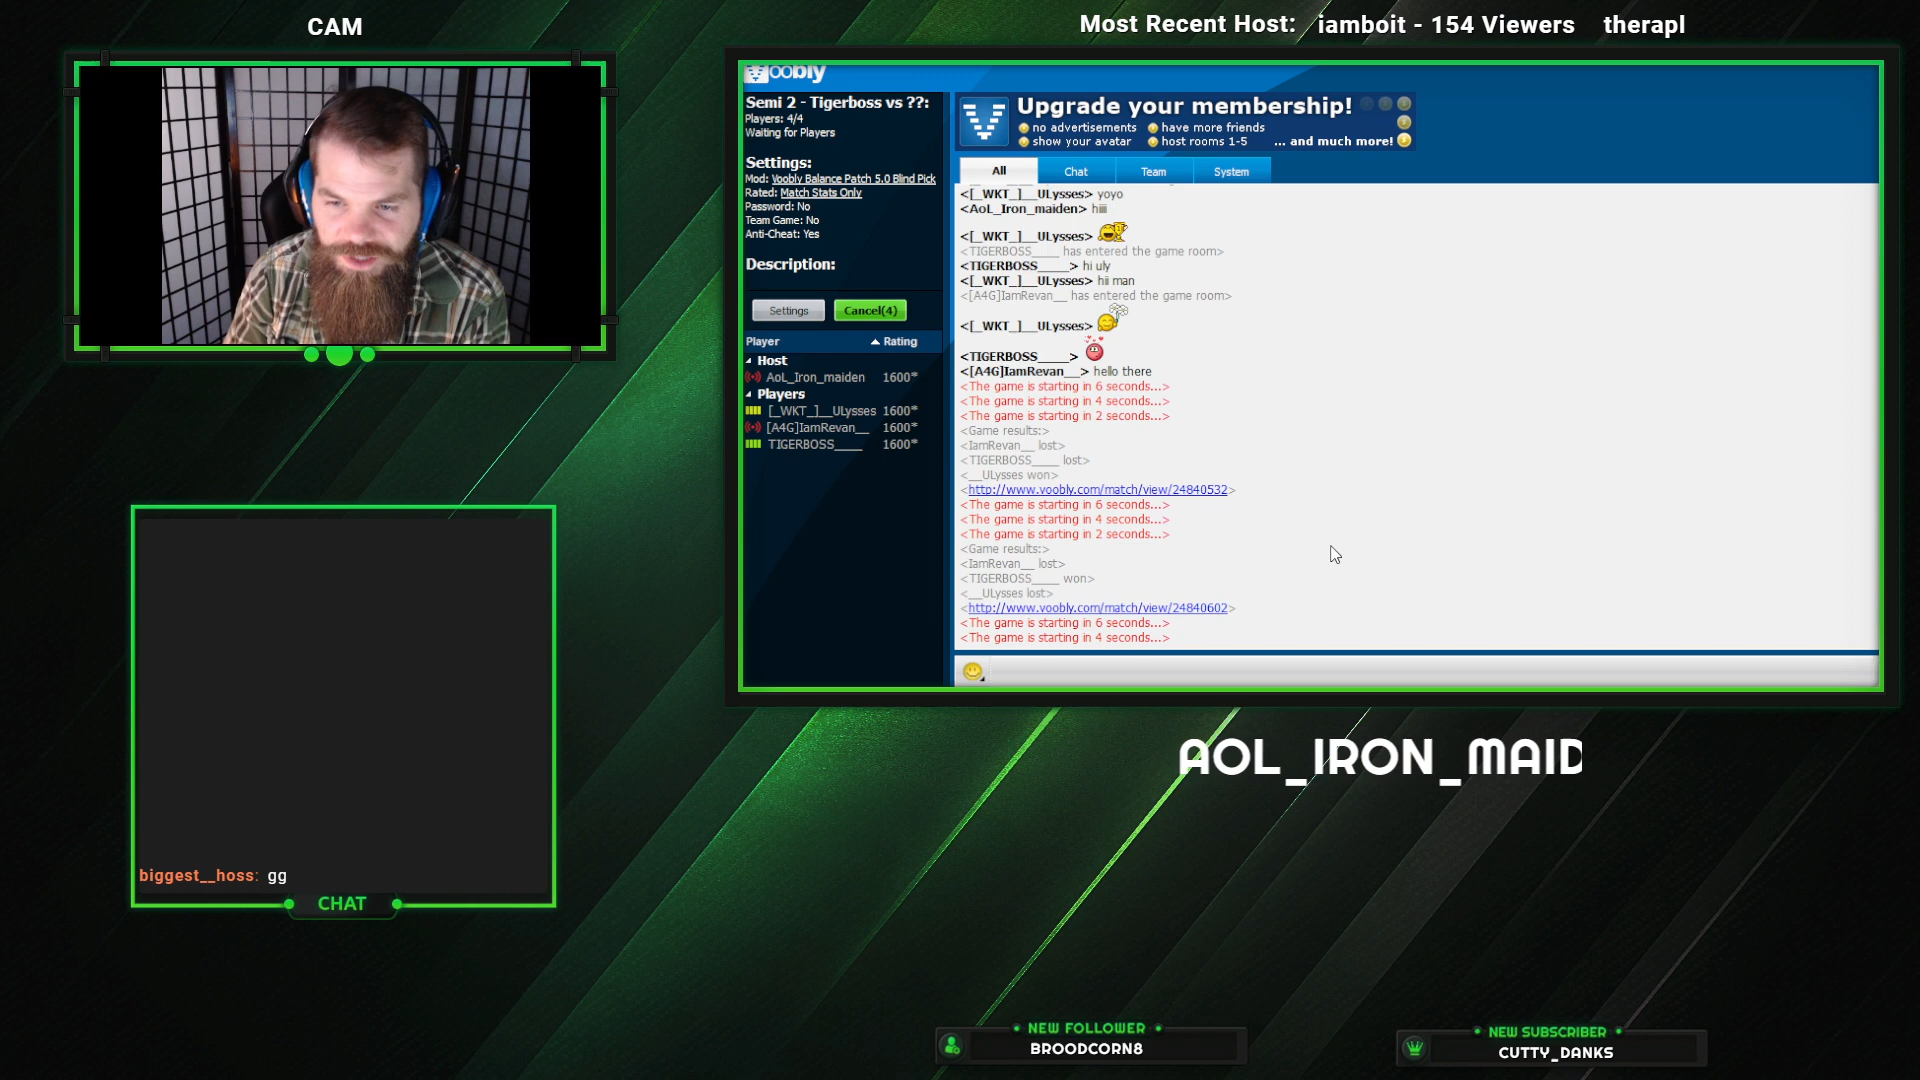 CAM
Most Recent Host: iamboit - 154 Viewers therapl
Voobly
Semi 2 - Tigerboss vs ??:
Players: 4/4
Waiting for Players
Settings:
Mod: Voobly Balance Patch 5.0 Blind Pick
Rated: Match Stats Only
Password: No
Team Game: No
Anti-Cheat: Yes
Description:
Settings Cancel(4)
Player Rating
Host
AoL_Iron_maiden 1600*
Players
[_WKT_]__ULysses 1600*
[A4G]IamRevan__ 1600*
TIGERBOSS____ 1600*
Upgrade your membership!
no advertisements have more friends
show your avatar host rooms 1-5 ... and much more!
All Chat Team System
<[_WKT_]__ULysses> yoyo
<AoL_Iron_maiden> hiii
<[_WKT_]__ULysses>
<TIGERBOSS____ has entered the game room>
<TIGERBOSS____> hi uly
<[_WKT_]__ULysses> hii man
<[A4G]IamRevan__ has entered the game room>
<[_WKT_]__ULysses>
<TIGERBOSS____>
<[A4G]IamRevan__> hello there
<The game is starting in 6 seconds...>
<The game is starting in 4 seconds...>
<The game is starting in 2 seconds...>
<Game results:>
<IamRevan__ lost>
<TIGERBOSS____ lost>
<__ULysses won>
<http://www.voobly.com/match/view/24840532>
<The game is starting in 6 seconds...>
<The game is starting in 4 seconds...>
<The game is starting in 2 seconds...>
<Game results:>
<IamRevan__ lost>
<TIGERBOSS____ won>
<__ULysses lost>
<http://www.voobly.com/match/view/24840602>
<The game is starting in 6 seconds...>
<The game is starting in 4 seconds...>
AOL_IRON_MAID
biggest__hoss: gg
CHAT
NEW FOLLOWER
BROODCORN8
NEW SUBSCRIBER
CUTTY_DANKS